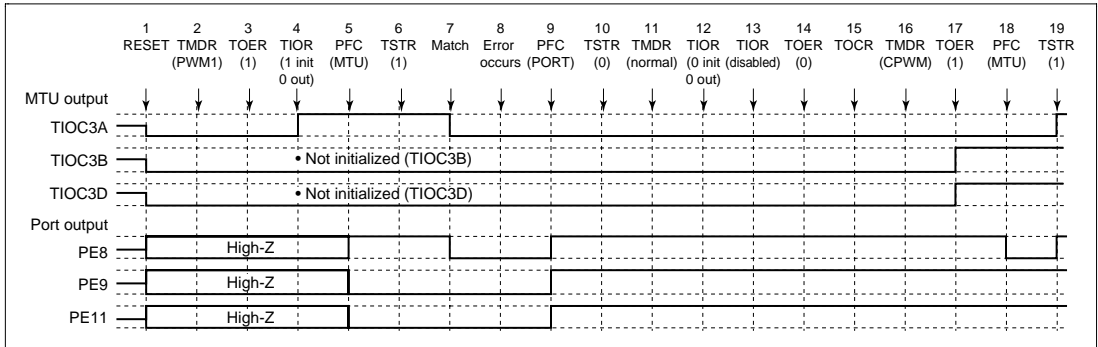 1 2 3 4 5 6 7 8 9 10 11 12 13 14 15 16 17 18 19
RESET TMDR TOER TIOR PFC TSTR Match Error PFC TSTR TMDR TIOR TIOR TOER TOCR TMDR TOER PFC TSTR
(PWM1) (1) (1 init (MTU) (1) occurs (PORT) (0) (normal) (0 init (disabled) (0) (CPWM) (1) (MTU) (1)
0 out) 0 out)
MTU output
TIOC3A
TIOC3B • Not initialized (TIOC3B)
TIOC3D • Not initialized (TIOC3D)
Port output
PE8 High-Z
PE9 High-Z
PE11 High-Z